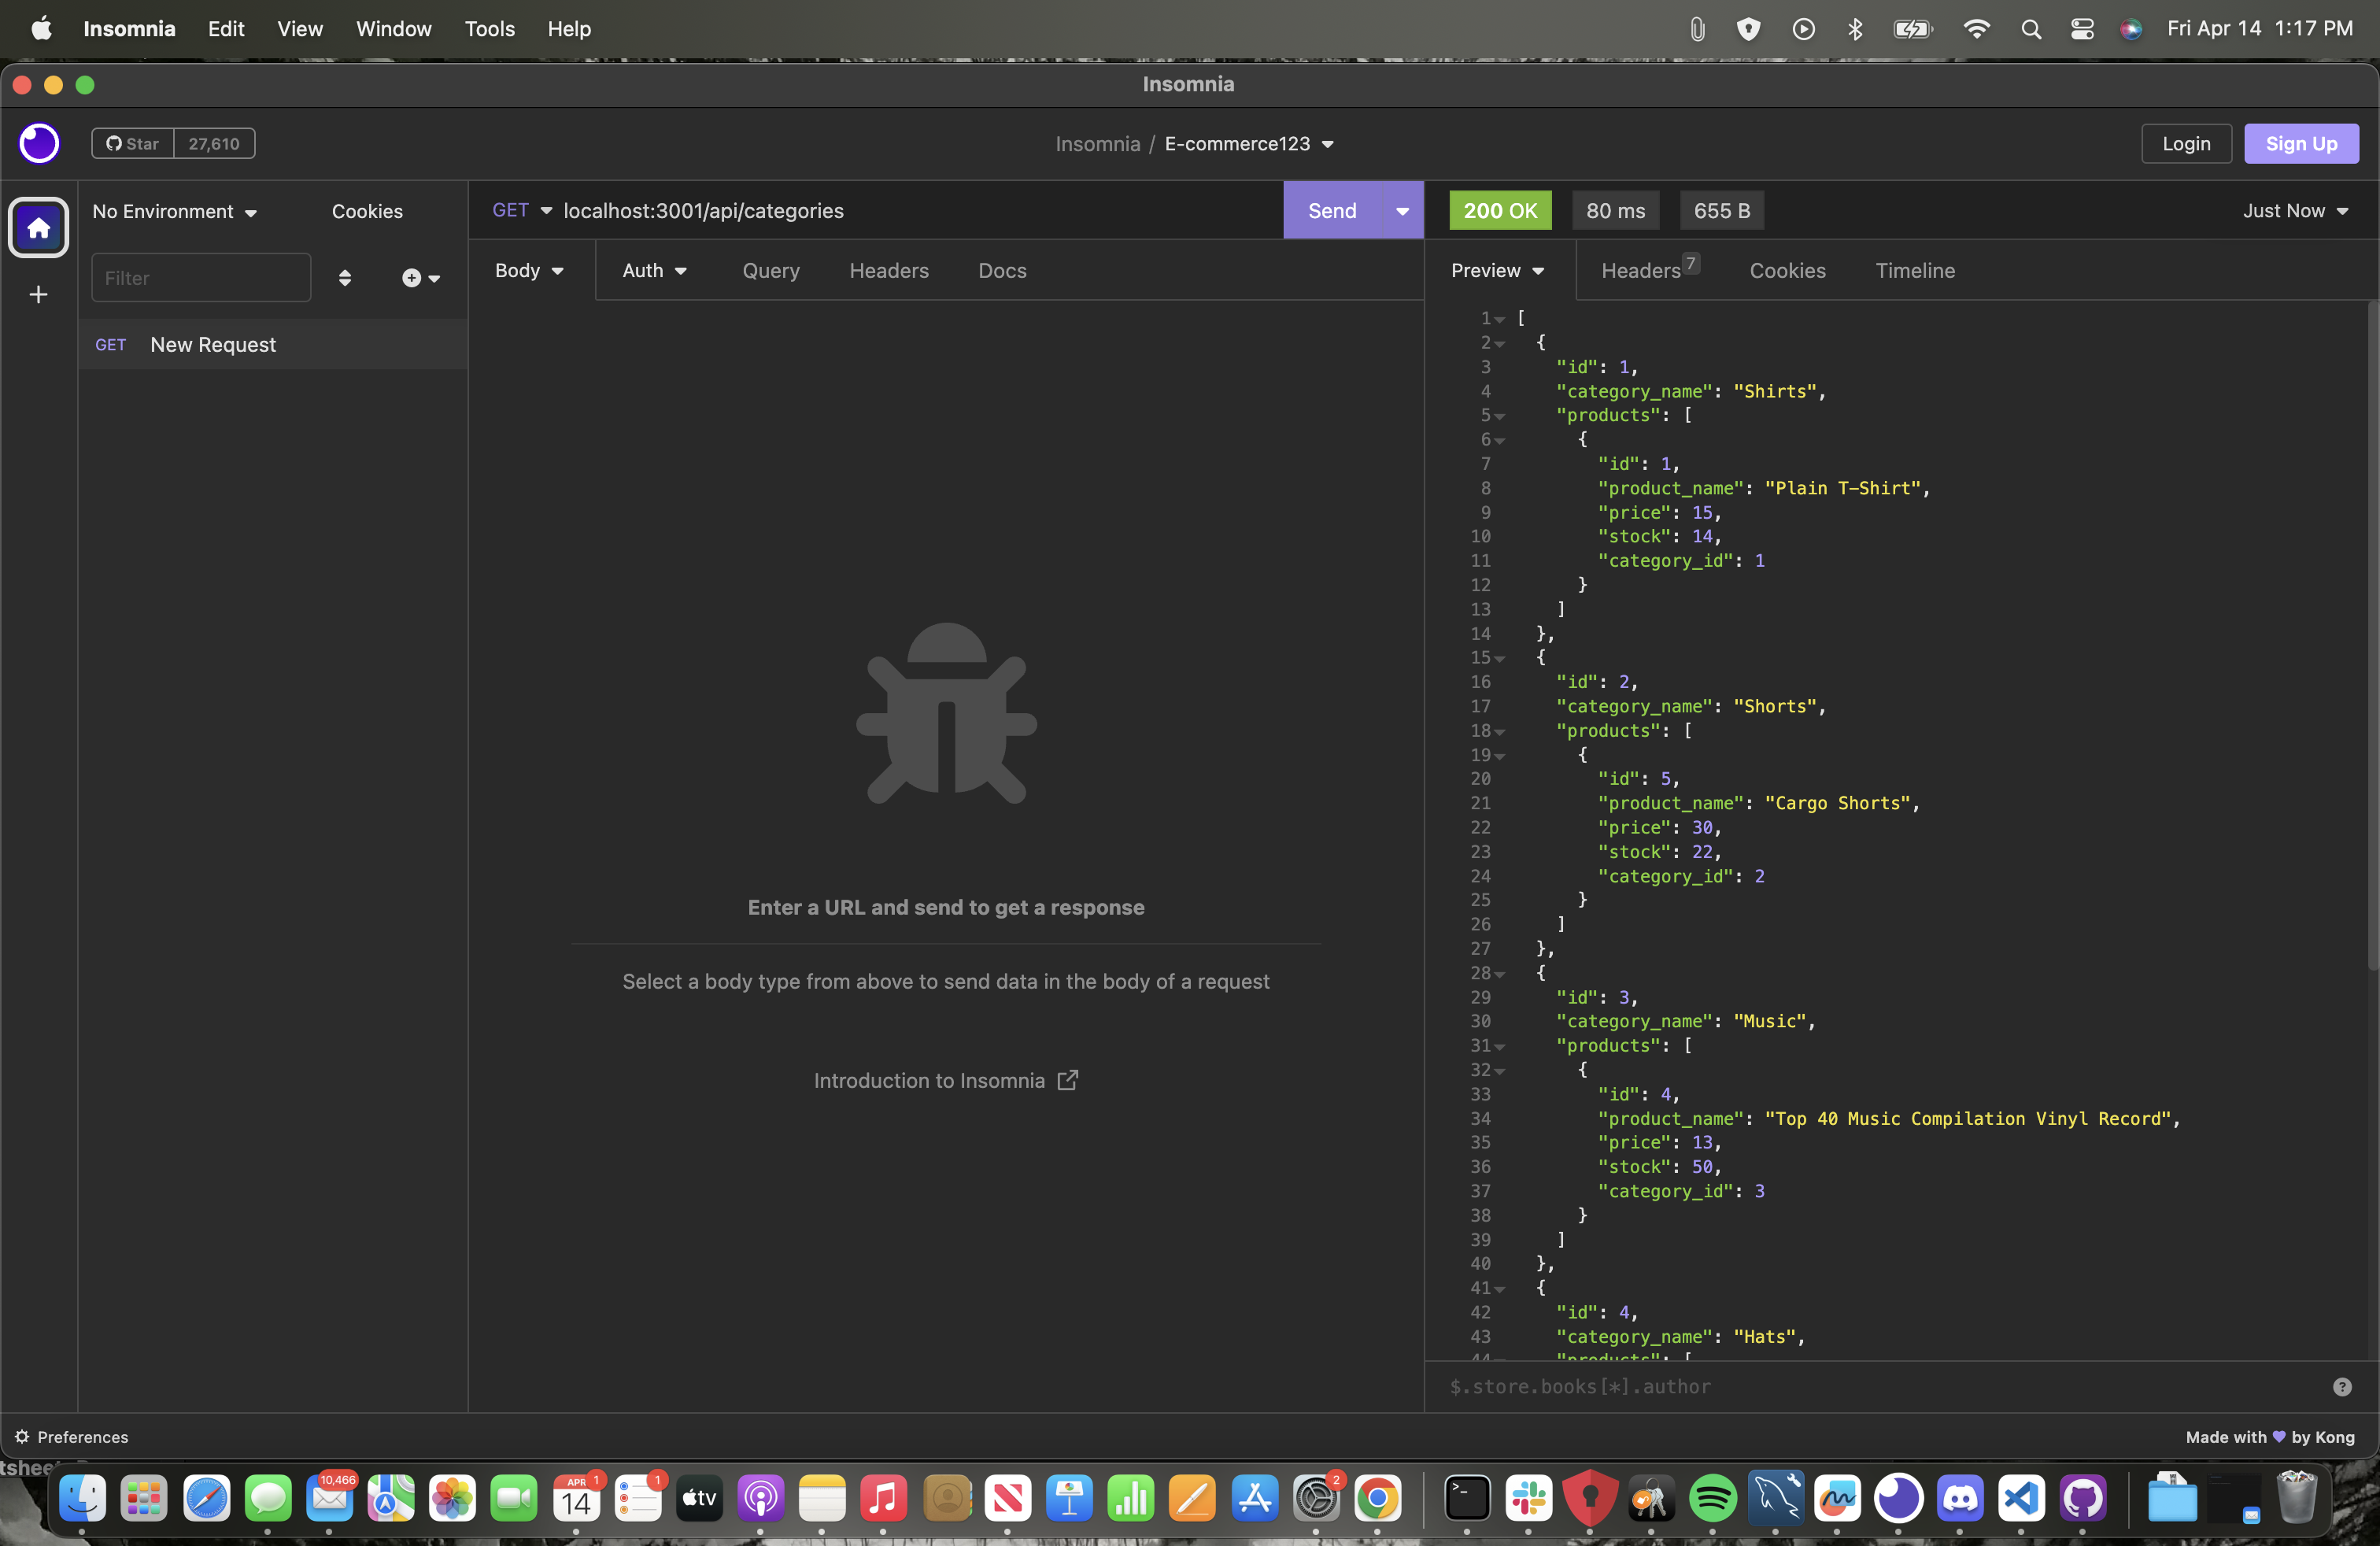 Insomnia Edit View Window Tools Help Fri Apr 14 1:17 PM
Insomnia
Star 27,610 Insomnia / E-commerce123 Login Sign Up
No Environment Cookies
Filter
GET New Request
GET localhost:3001/api/categories Send
Body Auth Query Headers Docs
Enter a URL and send to get a response
Select a body type from above to send data in the body of a request
Introduction to Insomnia
200 OK 80 ms 655 B Just Now
Preview Headers 7 Cookies Timeline
1 [
2 {
3 "id": 1,
4 "category_name": "Shirts",
5 "products": [
6 {
7 "id": 1,
8 "product_name": "Plain T-Shirt",
9 "price": 15,
10 "stock": 14,
11 "category_id": 1
12 }
13 ]
14 },
15 {
16 "id": 2,
17 "category_name": "Shorts",
18 "products": [
19 {
20 "id": 5,
21 "product_name": "Cargo Shorts",
22 "price": 30,
23 "stock": 22,
24 "category_id": 2
25 }
26 ]
27 },
28 {
29 "id": 3,
30 "category_name": "Music",
31 "products": [
32 {
33 "id": 4,
34 "product_name": "Top 40 Music Compilation Vinyl Record",
35 "price": 13,
36 "stock": 50,
37 "category_id": 3
38 }
39 ]
40 },
41 {
42 "id": 4,
43 "category_name": "Hats",
44 "products": [
$.store.books[*].author
Preferences Made with by Kong
10,466 APR 14 1 1 tv 2